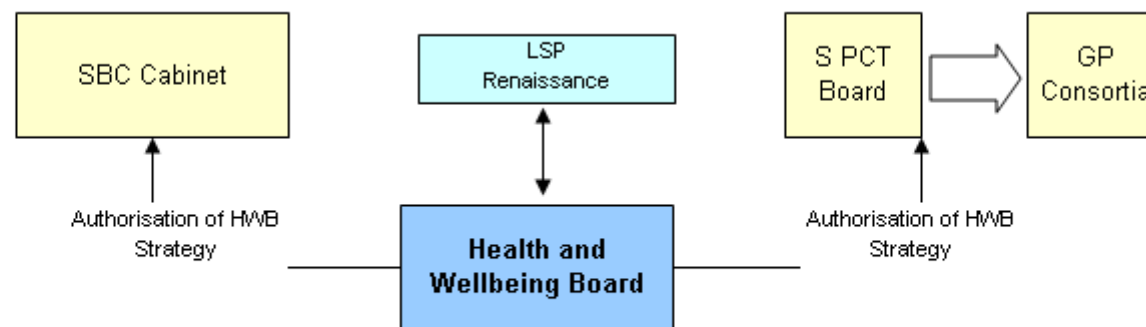 SBC Cabinet
LSP
Renaissance
S PCT
Board
GP
Consortia
Authorisation of HWB
Strategy
Health and
Wellbeing Board
Authorisation of HWB
Strategy